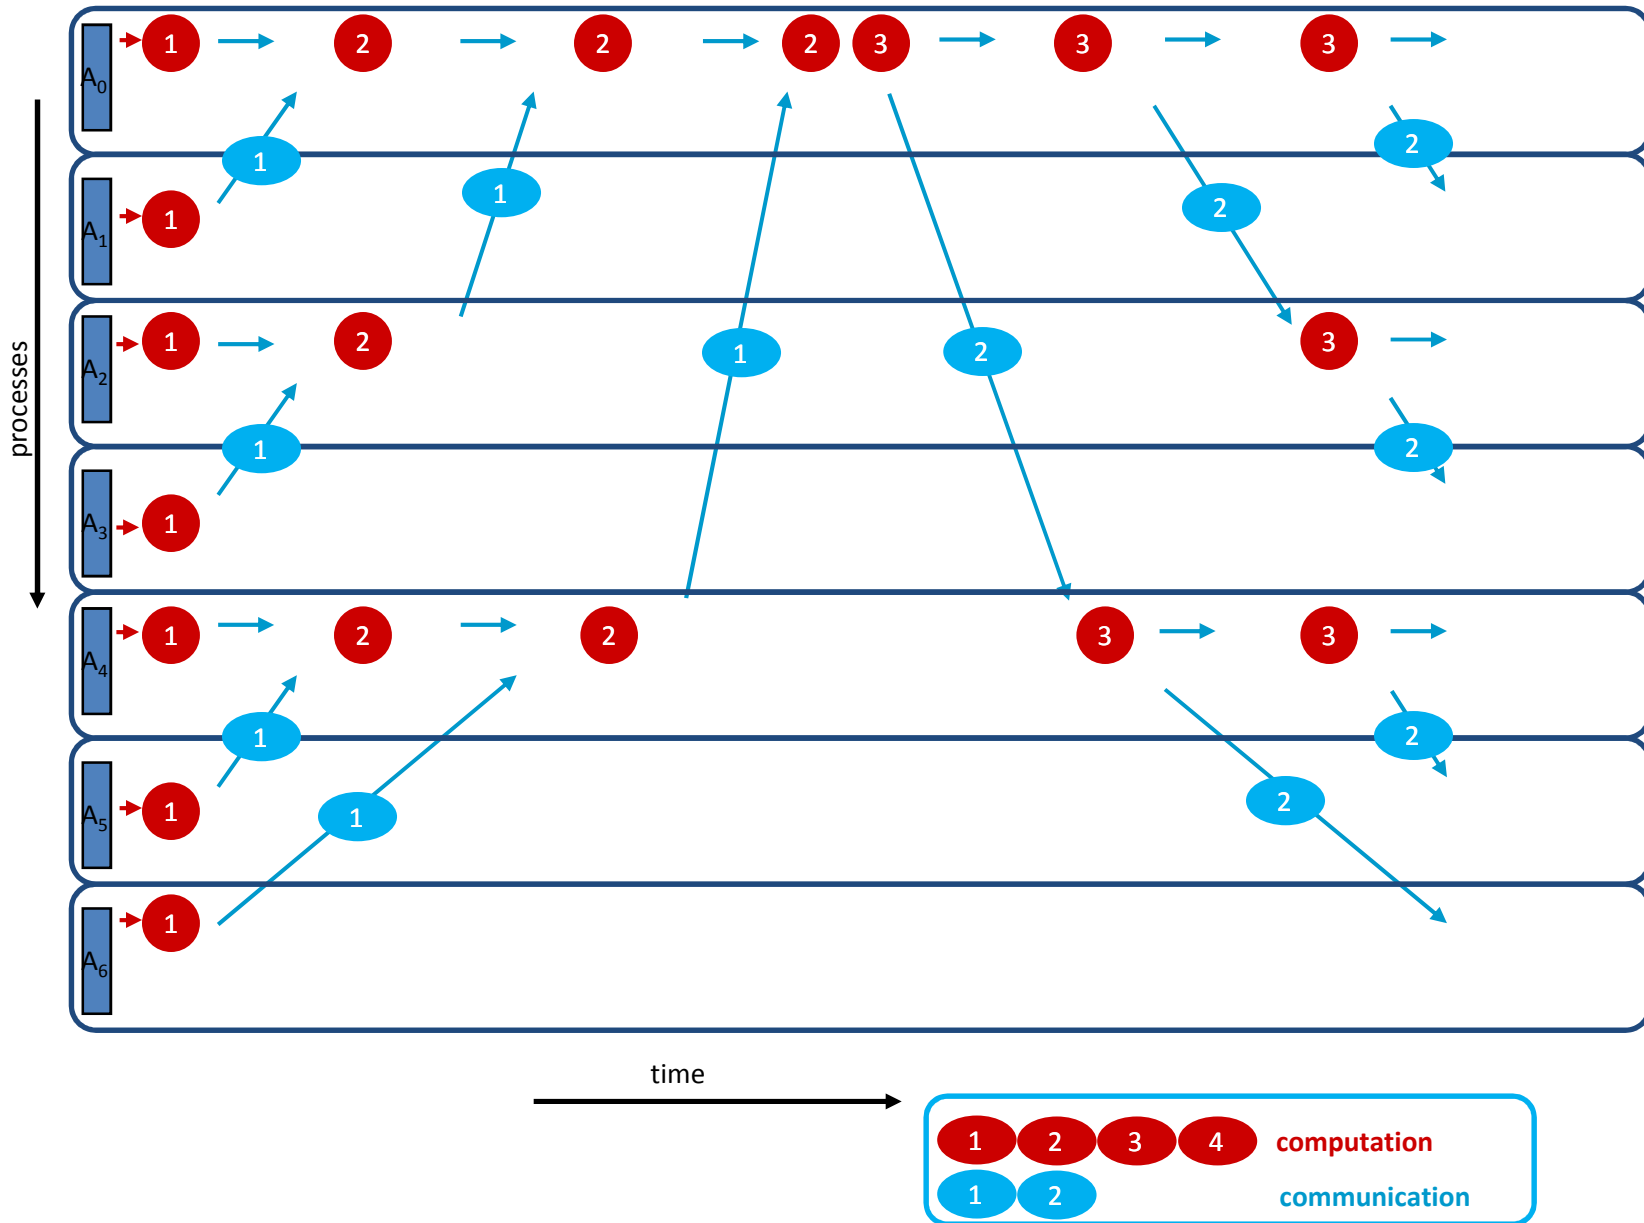 A0 1 2 2 2 3 3 3
1 1 2 2
A1 1
A2 1 2 1 2 3
1 2
A3 1
A4 1 2 2 3 3
1 2
A5 1 1 2
A6 1
processes
time
1 2 3 4 computation
1 2 communication